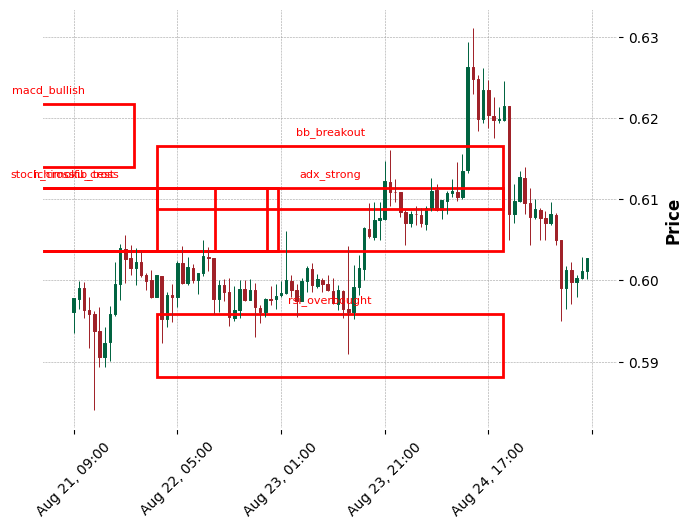 0.63
macd_bullish
0.62
bb_breakout
adx_strong
0.61
Price
0.60
rsi_overbought
0.59
Aug 21, 09:00
Aug 22, 05:00
Aug 23, 01:00
Aug 23, 21:00
Aug 24, 17:00